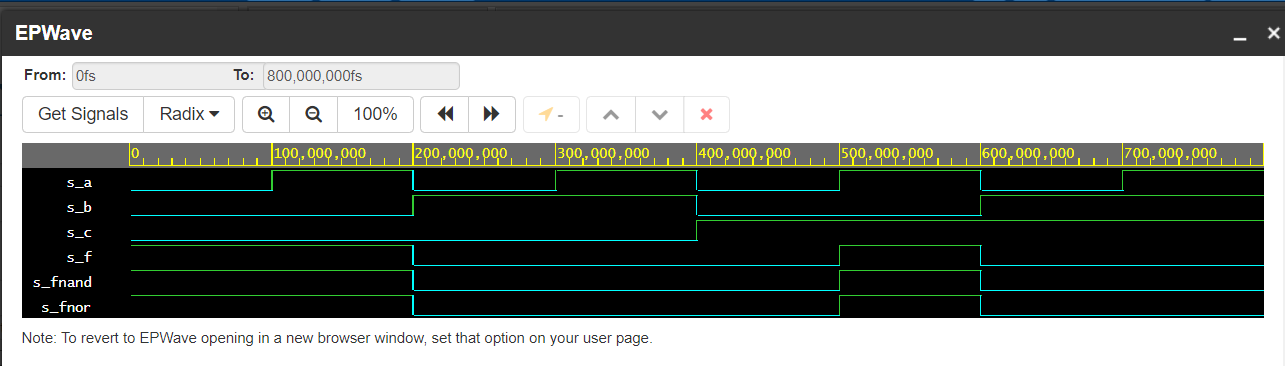 EPWave
From: 0fs To: 800,000,000fs
Get Signals Radix 100% -
0 100,000,000 200,000,000 300,000,000 400,000,000 500,000,000 600,000,000 700,000,000
s_a
s_b
s_c
s_f
s_fnand
s_fnor
Note: To revert to EPWave opening in a new browser window, set that option on your user page.